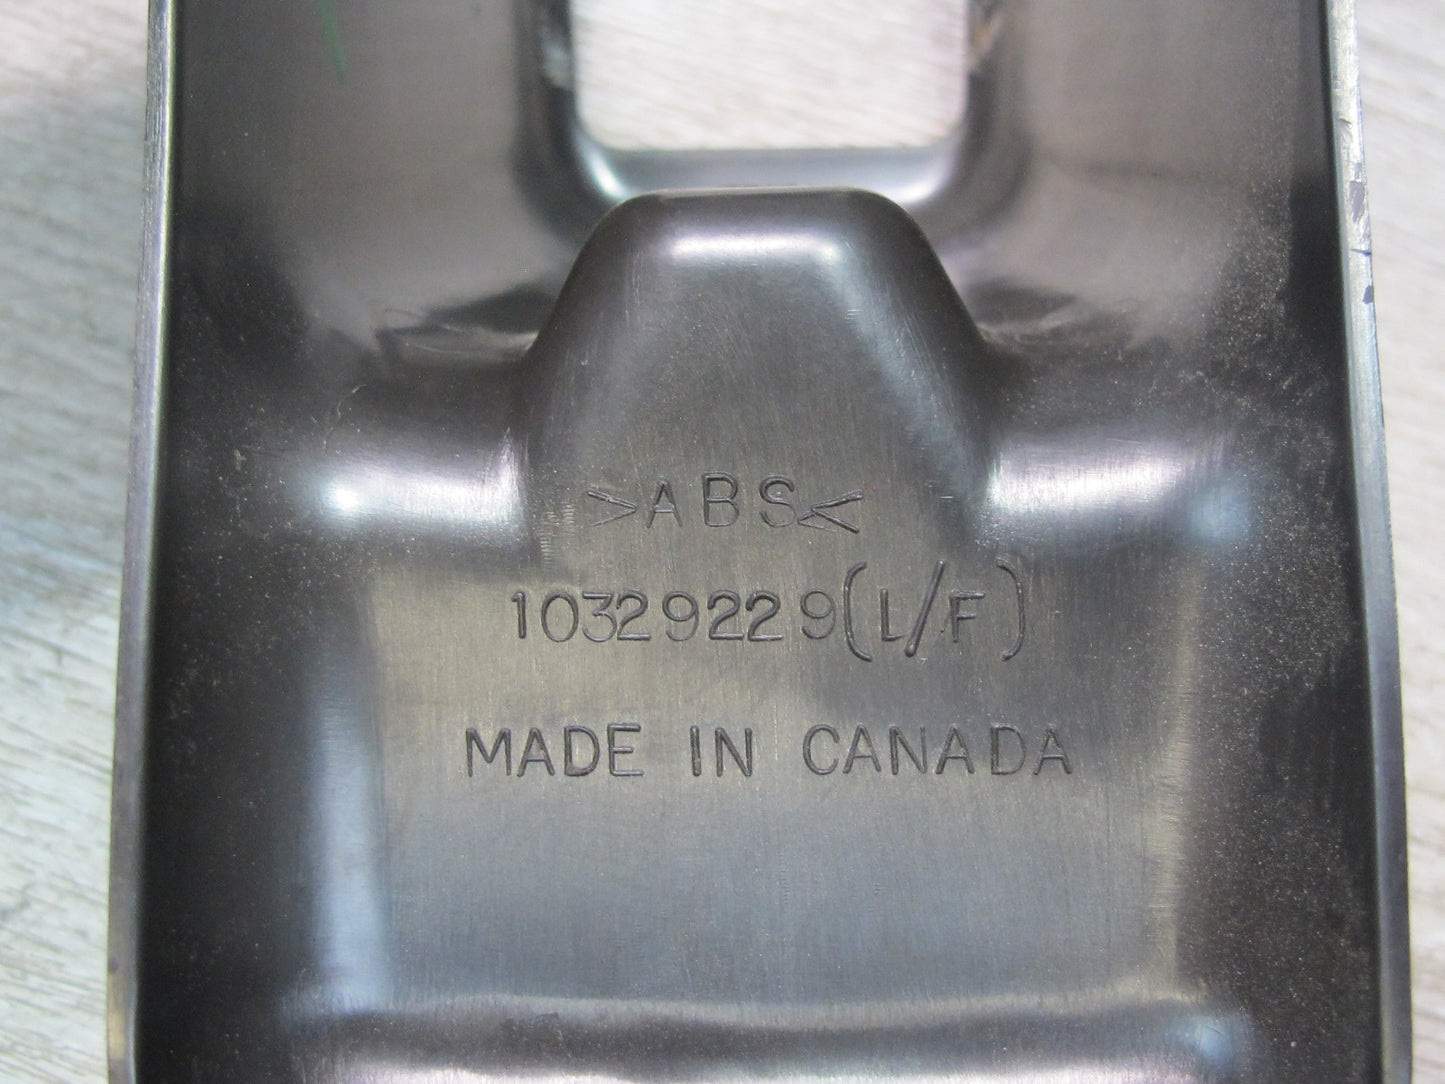 >ABS<
10329229(L/F)
MADE IN CANADA